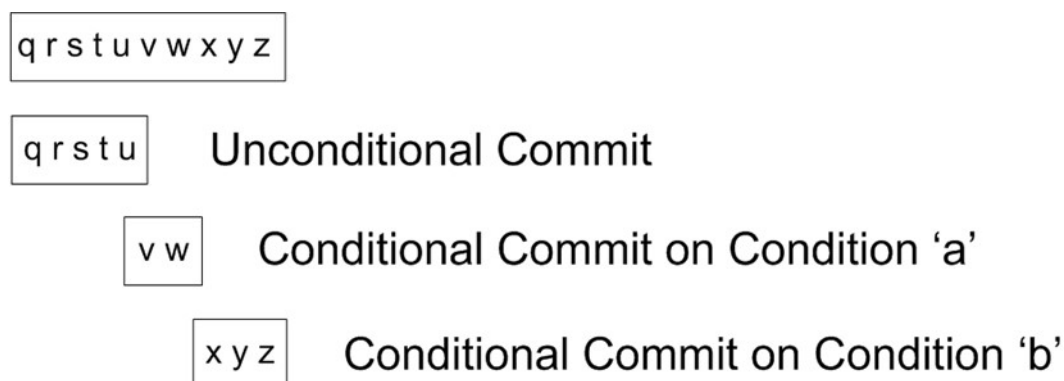 q r s t u v w x y z
q r s t u Unconditional Commit
v w Conditional Commit on Condition ‘a’
x y z Conditional Commit on Condition ‘b’